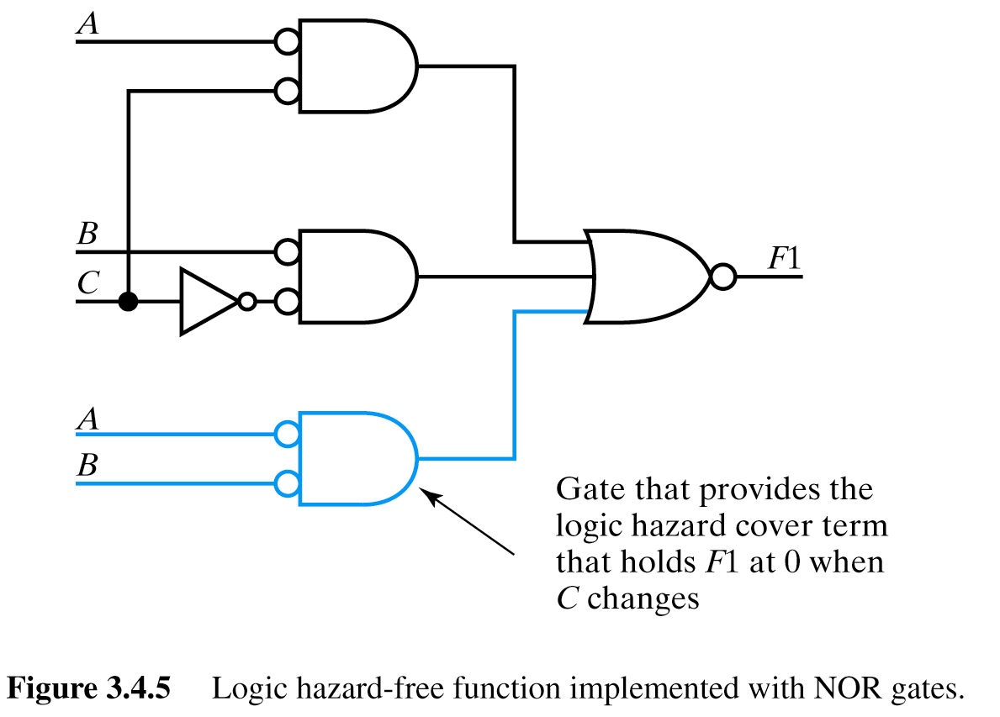 A
B
C
F1
A
B
Gate that provides the
logic hazard cover term
that holds F1 at 0 when
C changes
Figure 3.4.5 Logic hazard-free function implemented with NOR gates.